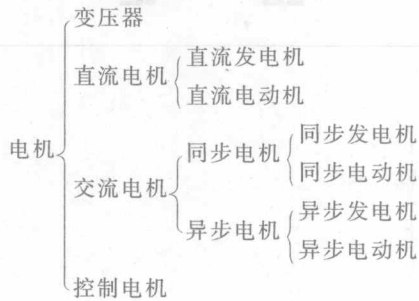 变压器
直流发电机
直流电机
直流电动机
同步发电机
同步电机
电机
同步电动机
交流电机
异步发电机
异步电机
异步电动机
控制电机